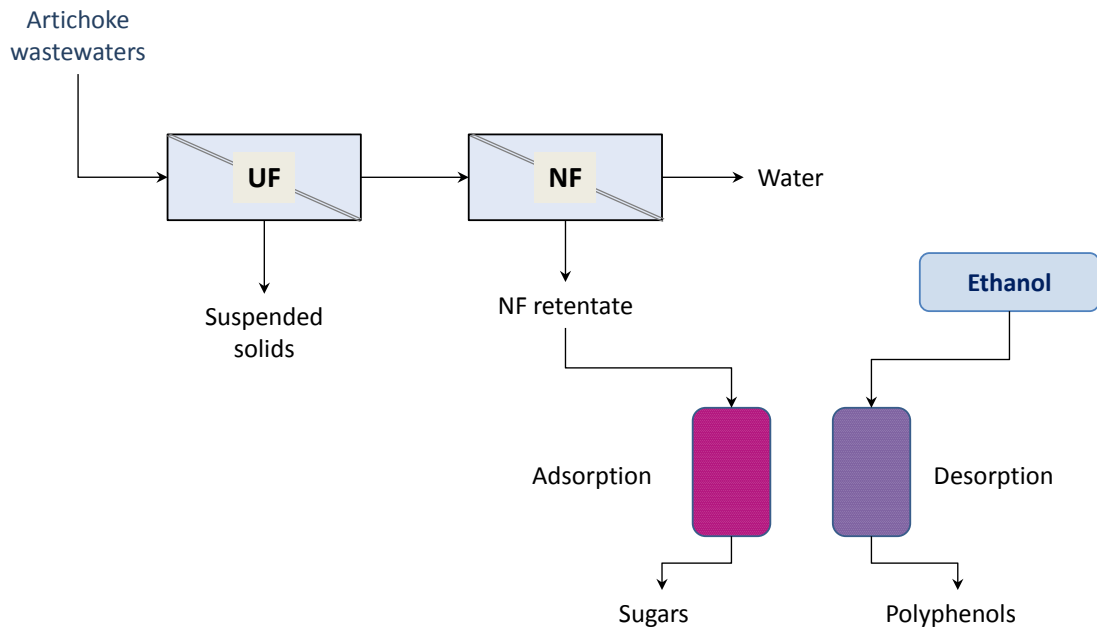 Artichoke
wastewaters
UF
NF
Water
Suspended
solids
NF retentate
Ethanol
Adsorption
Desorption
Sugars
Polyphenols